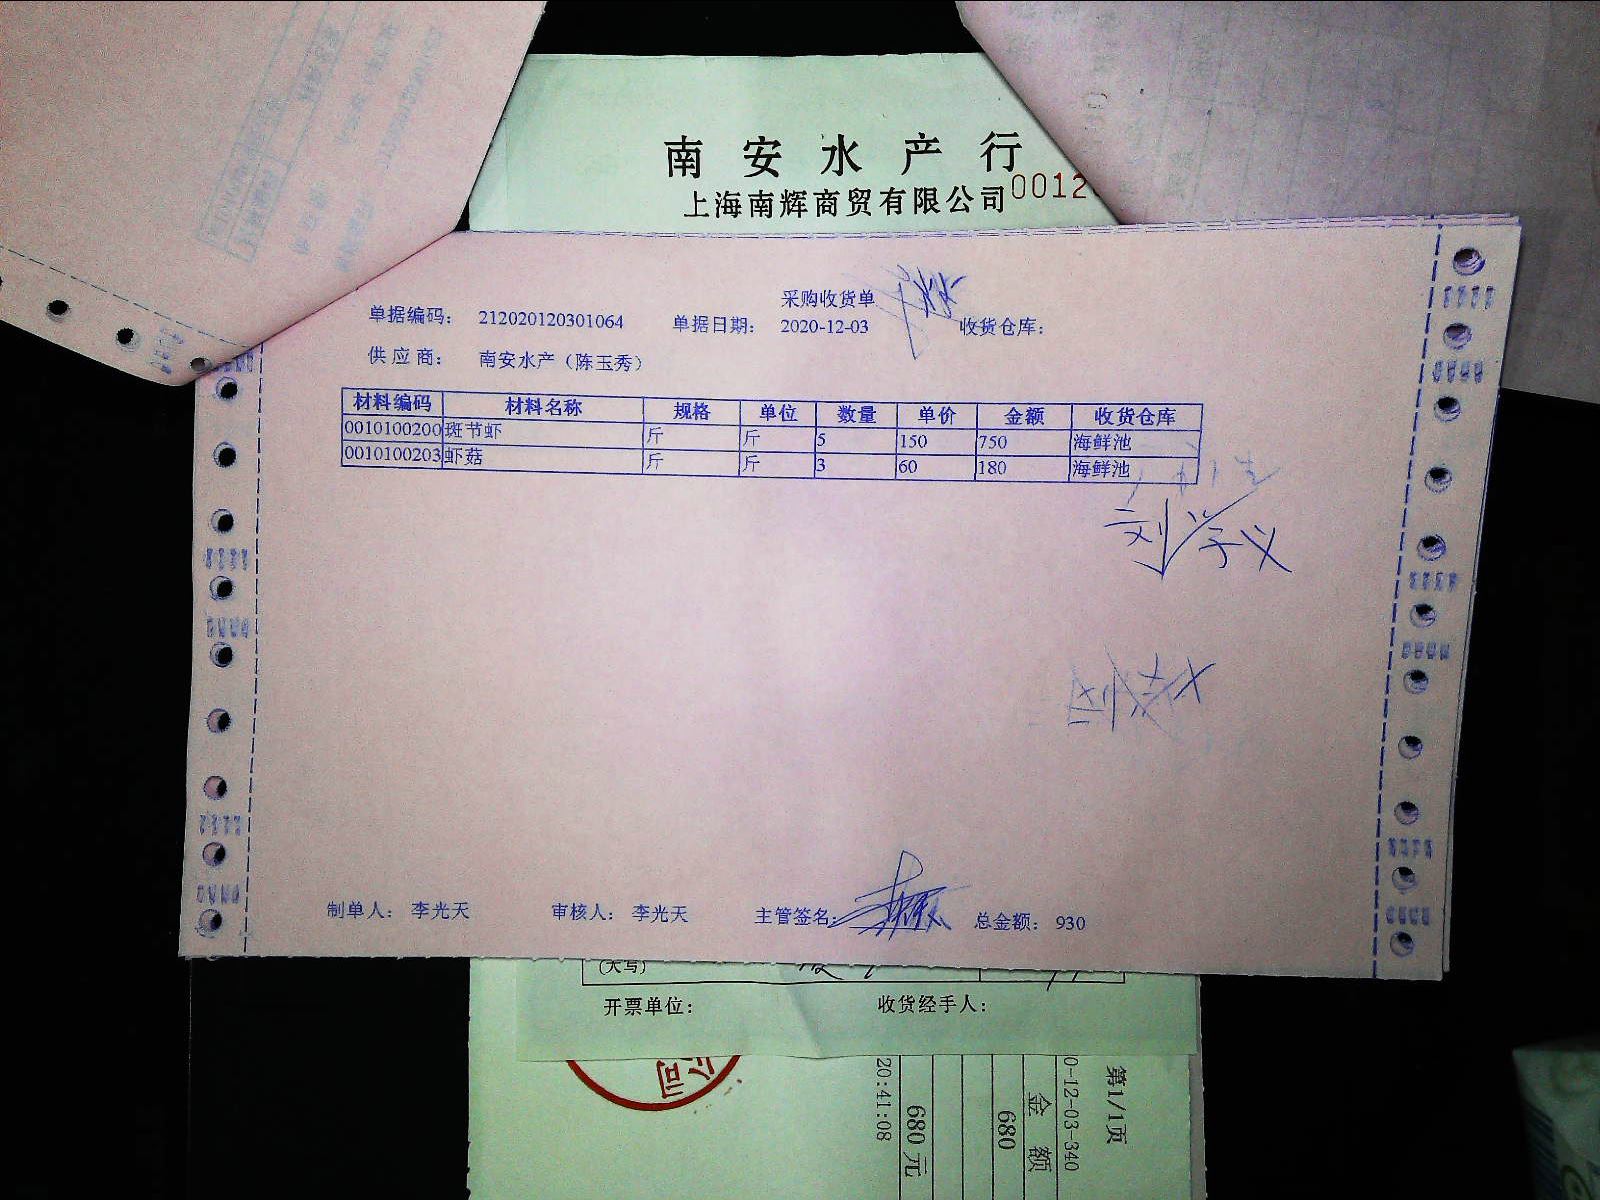 南安水产行
上海南辉商贸有限公司 0012
采购收货单
单据编码： 212020120301064 单据日期： 2020-12-03 收货仓库：
供应商： 南安水产（陈玉秀）
材料编码 材料名称 规格 单位 数量 单价 金额 收货仓库
0010100200 斑节虾 斤 斤 5 150 750 海鲜池
0010100203 虾菇 斤 斤 3 60 180 海鲜池
刘学义
制单人： 李光天 审核人： 李光天 主管签名： 总金额： 930
(大写)
开票单位： 收货经手人：
第1/1页
0-12-03-340
金额
680
680元
20:41:08